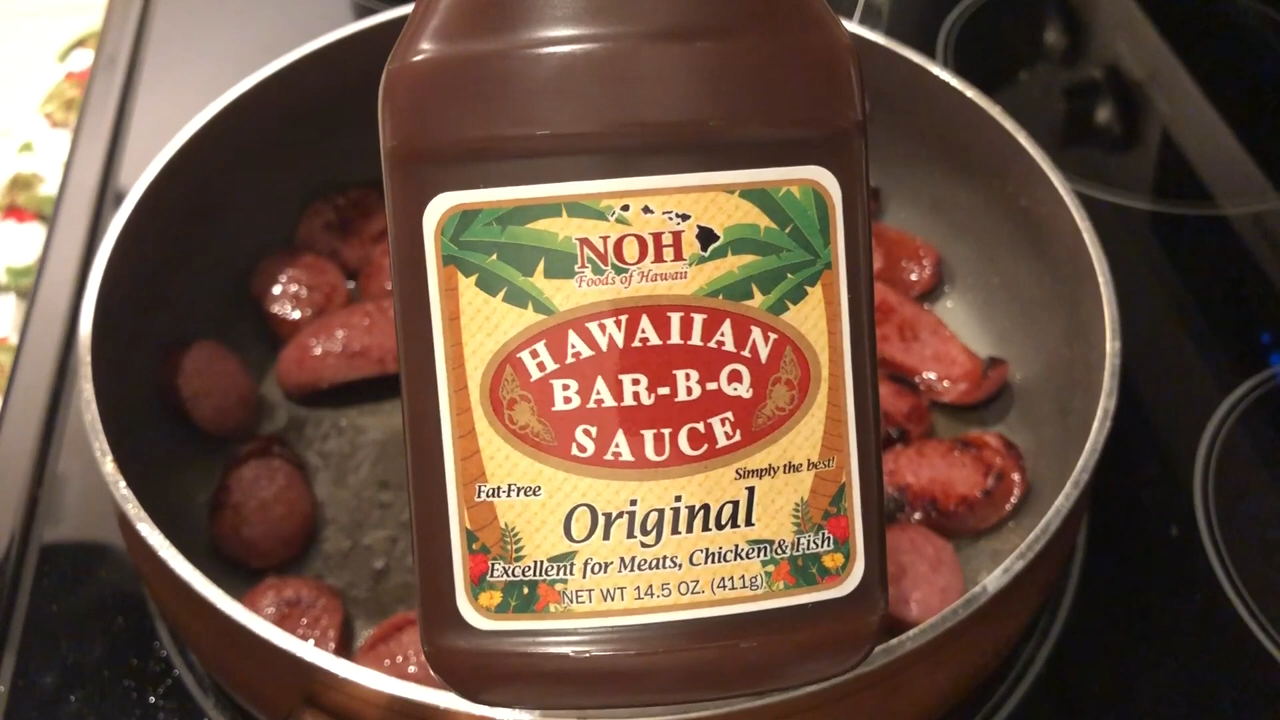 NOH
Foods of Hawaii
HAWAIIAN
BAR-B-Q
SAUCE
Simply the best!
Fat-Free
Original
Excellent for Meats, Chicken & Fish
NET WT 14.5 OZ. (411g)